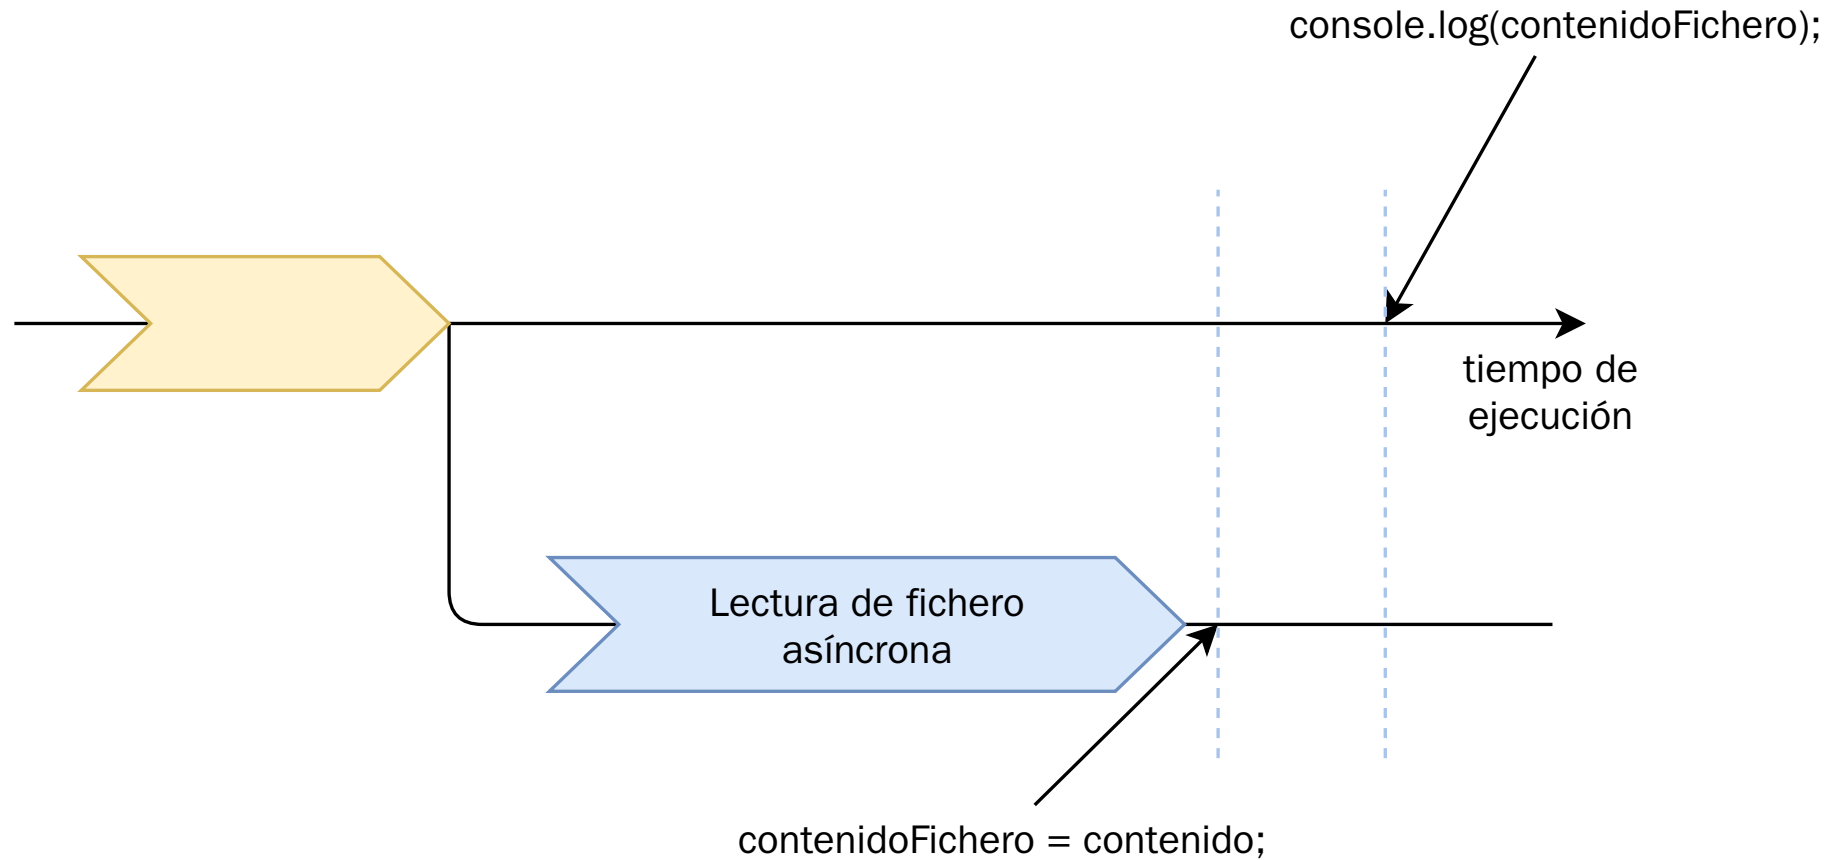 console.log(contenidoFichero);
tiempo de
ejecución
Lectura de fichero
asíncrona
contenidoFichero = contenido;